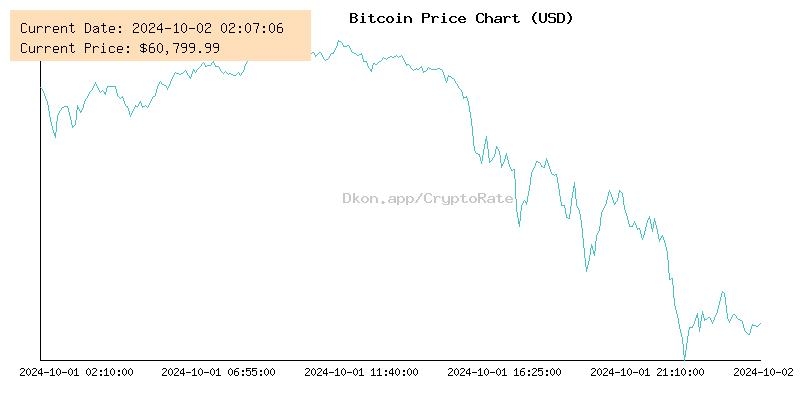 Bitcoin Price Chart (USD)
Current Date: 2024-10-02 02:07:06
Current Price: $60,799.99
Dkon.app/CryptoRate
2024-10-01 02:10:00 2024-10-01 06:55:00 2024-10-01 11:40:00 2024-10-01 16:25:00 2024-10-01 21:10:00 2024-10-02